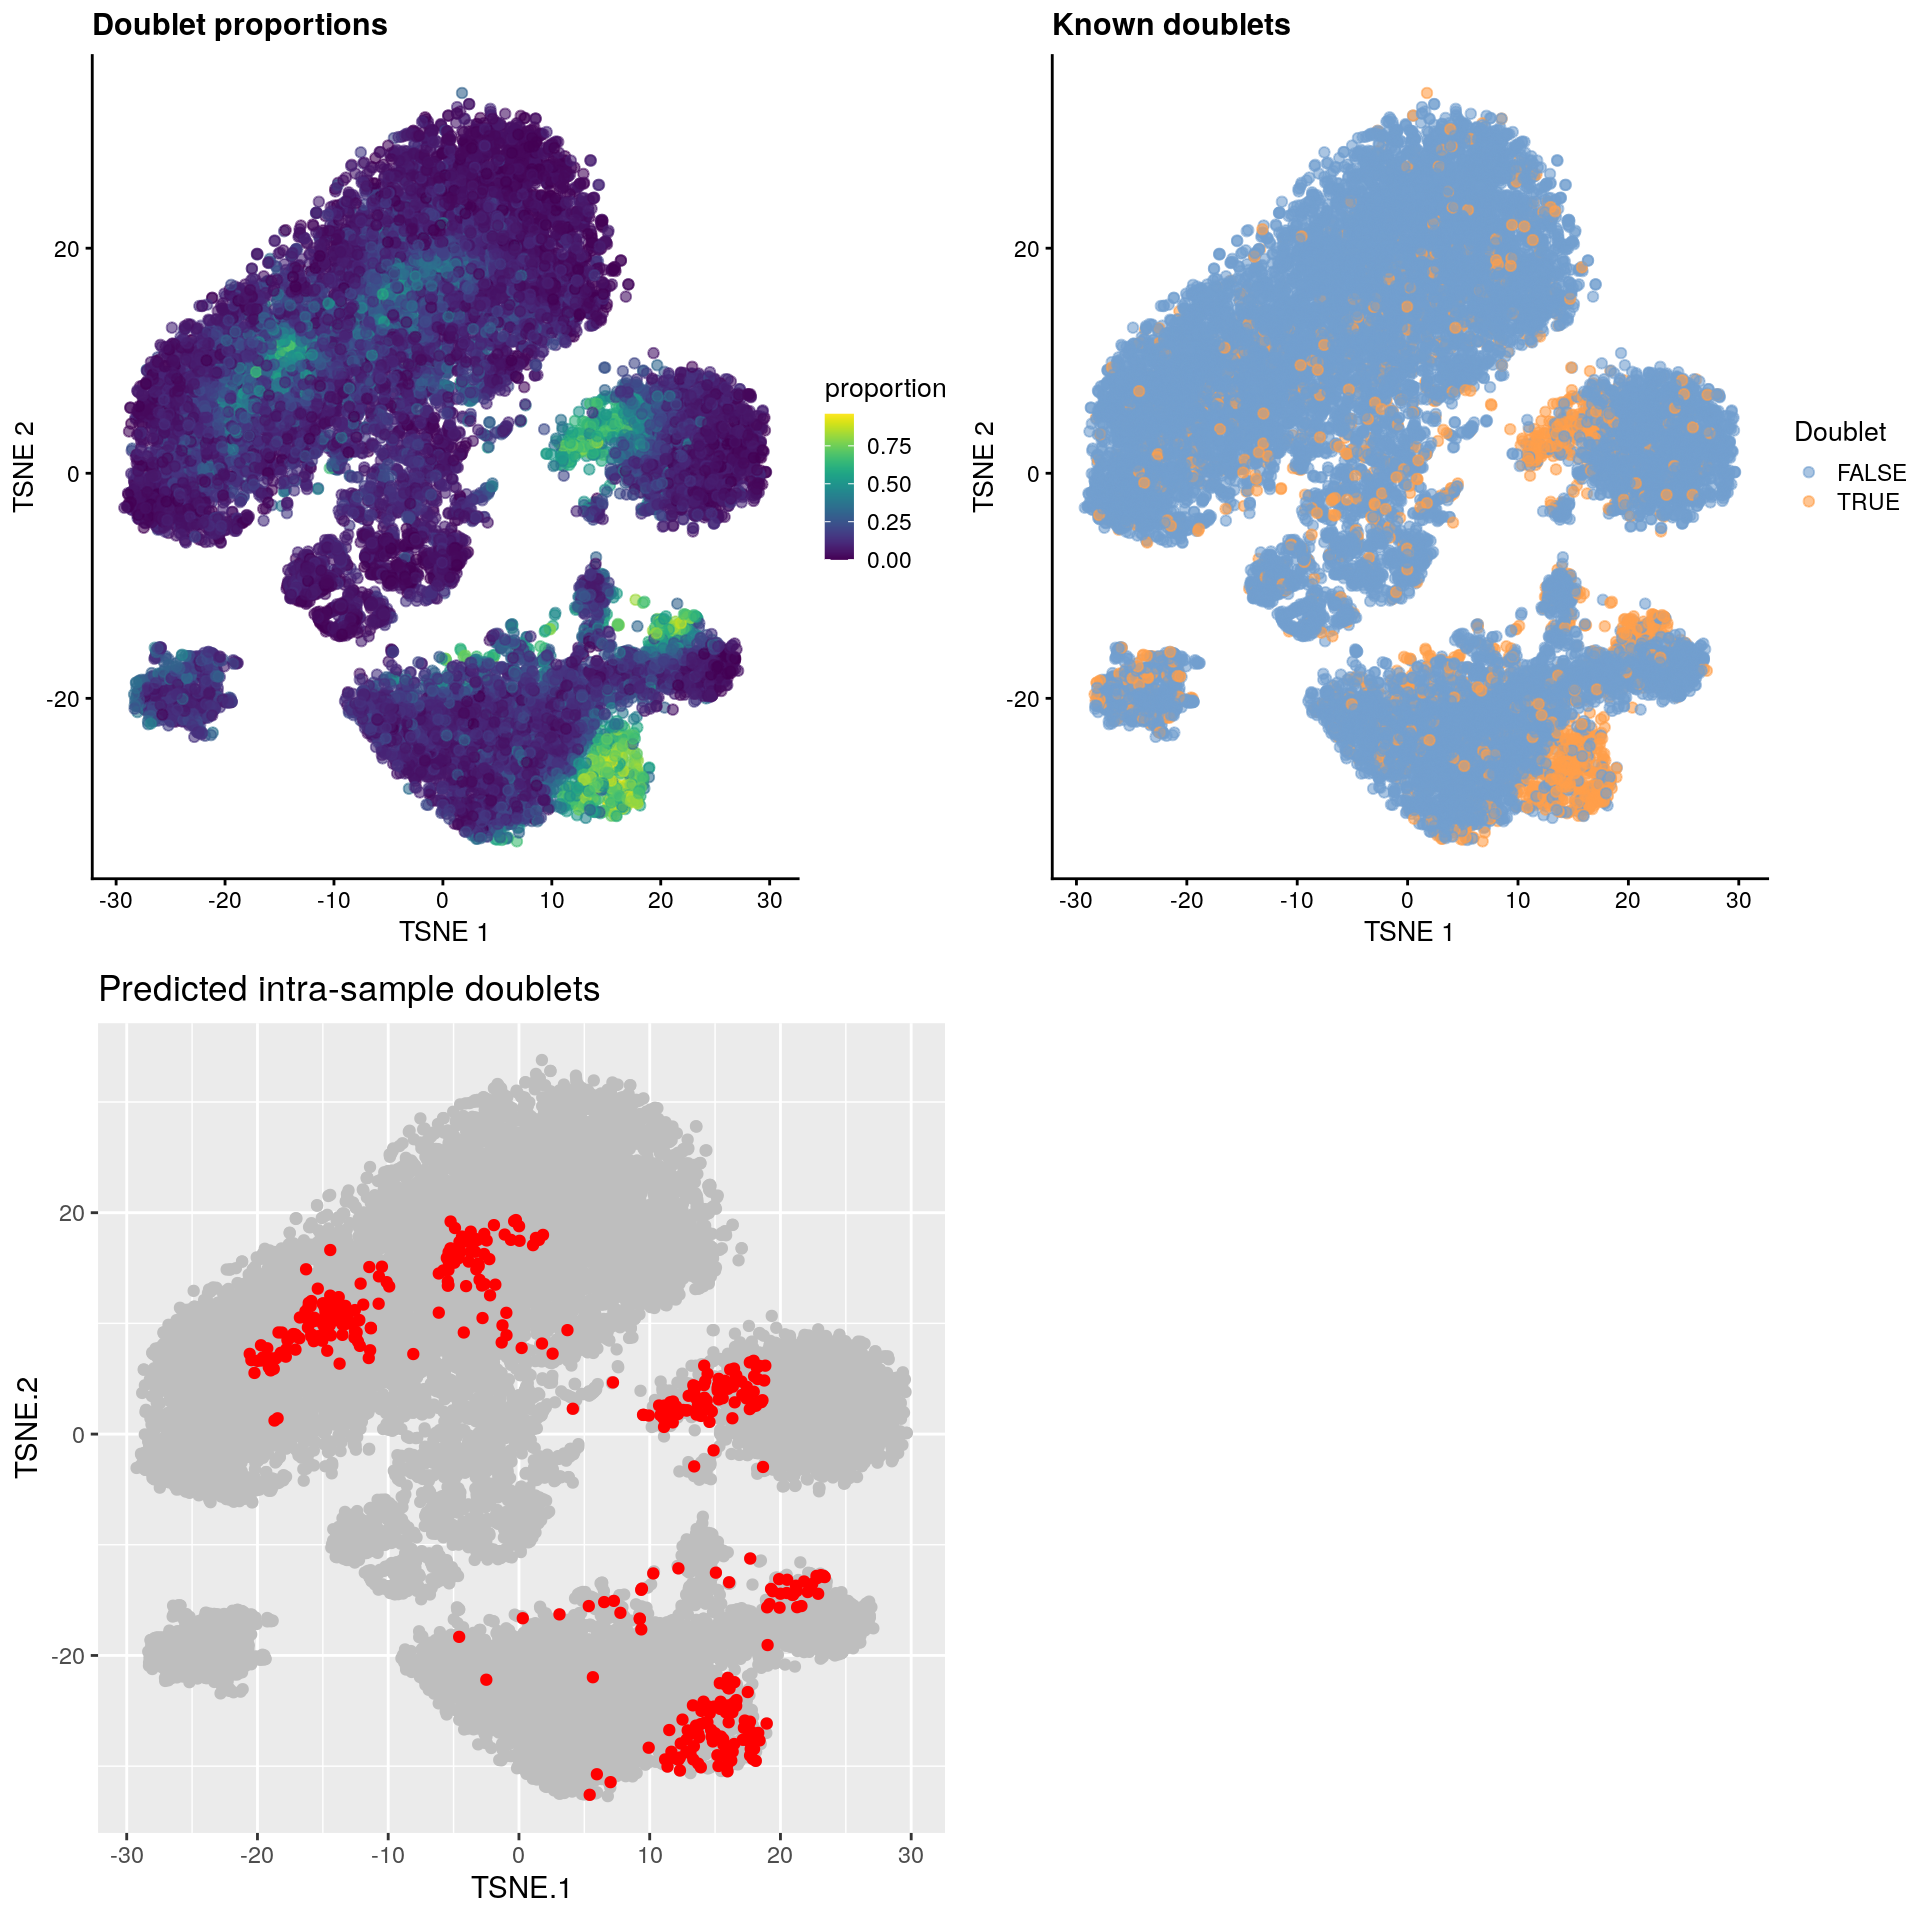 Doublet proportions
TSNE 2
20
0
-20
-30 -20 -10 0 10 20 30
TSNE 1
proportion
0.75
0.50
0.25
0.00
Known doublets
TSNE 2
20
0
-20
-30 -20 -10 0 10 20 30
TSNE 1
Doublet
FALSE
TRUE
Predicted intra-sample doublets
TSNE.2
20
0
-20
-30 -20 -10 0 10 20 30
TSNE.1